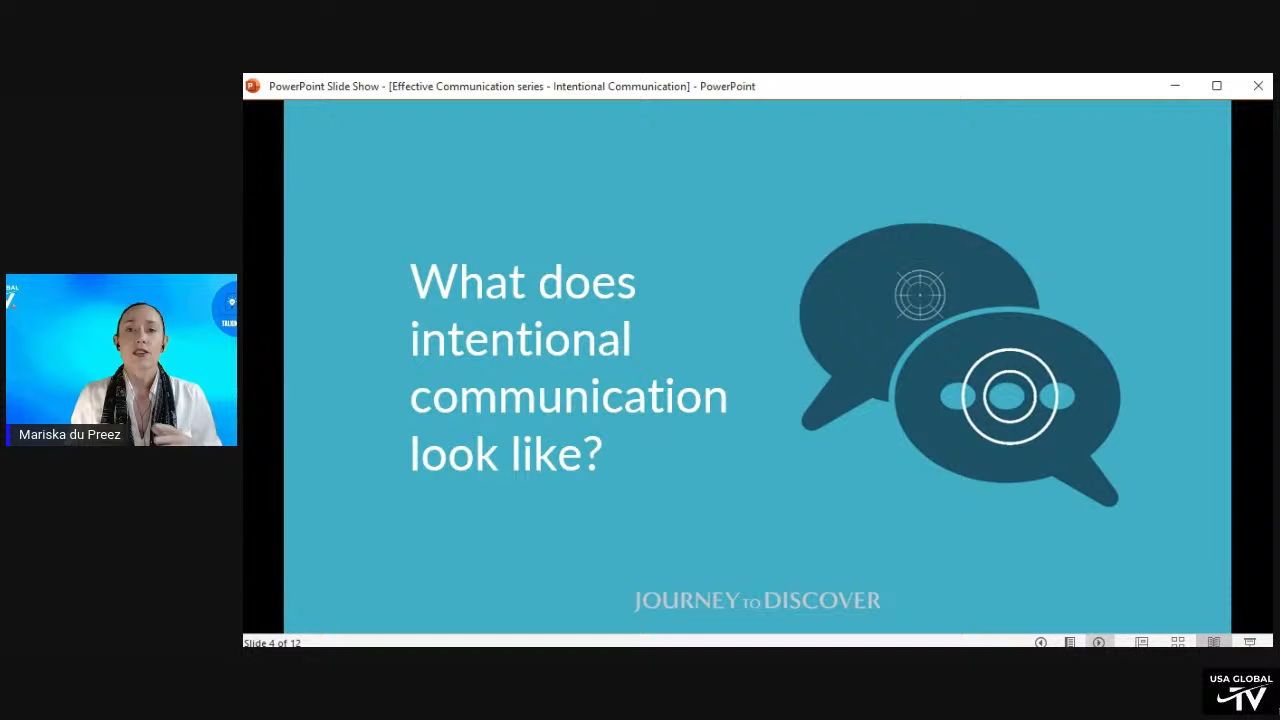 PowerPoint Slide Show - [Effective Communication series - Intentional Communication] - PowerPoint
What does
intentional
communication
look like?
JOURNEY TO DISCOVER
Slide 4 of 12
TALKIN
Mariska du Preez
USA GLOBAL
TV